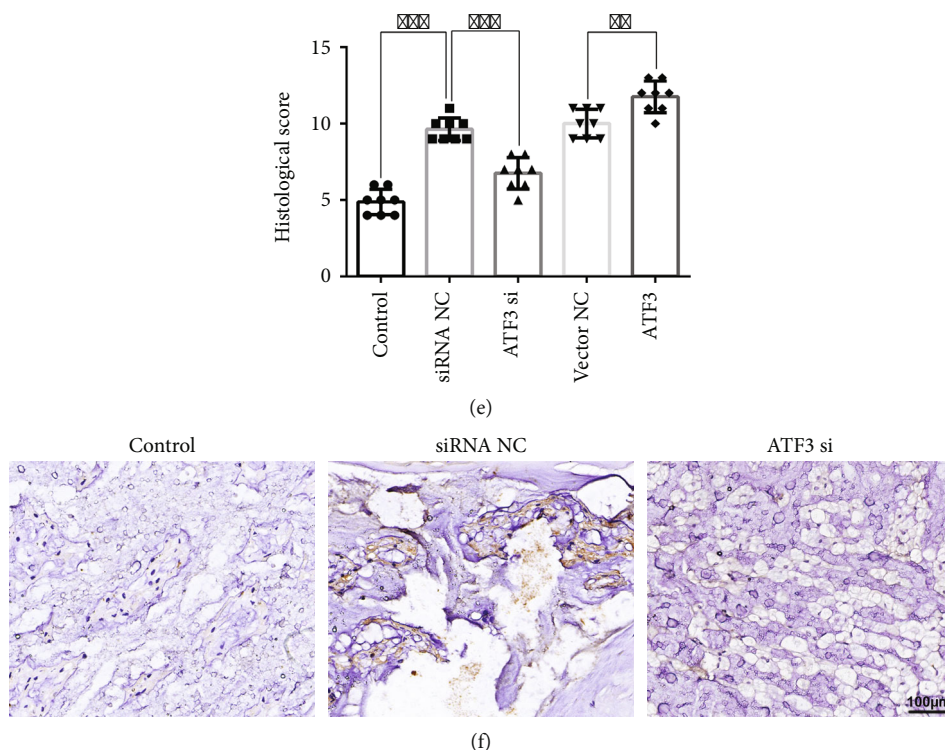 ***
***
**
15
10
5
0
Histological score
Control
siRNA NC
ATF3 si
Vector NC
ATF3
(e)
Control siRNA NC ATF3 si
100μm
(f)